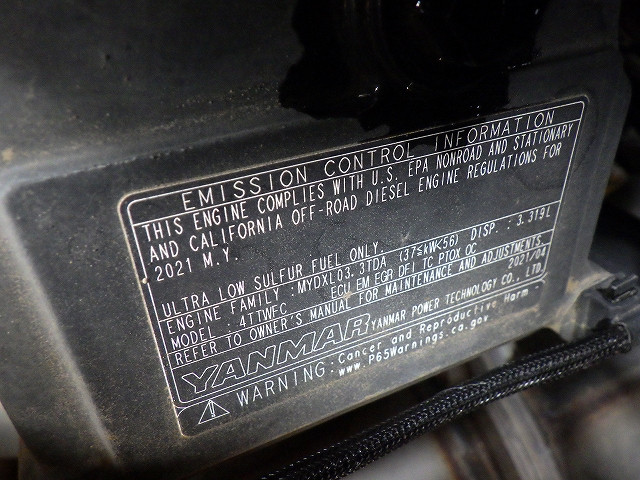 EMISSION CONTROL INFORMATION
THIS ENGINE COMPLIES WITH U.S. EPA NONROAD AND STATIONARY
AND CALIFORNIA OFF-ROAD DIESEL ENGINE REGULATIONS FOR
2021 M.Y.
ULTRA LOW SULFUR FUEL ONLY.
ENGINE FAMILY : MYDXL03.3TDA (37≤kW<56) DISP. : 3.319L
MODEL : 4TTWFC ECU EM EGR DFI TC PTOX OC
REFER TO OWNER'S MANUAL FOR MAINTENANCE AND ADJUSTMENTS. 2021/04
YANMAR YANMAR POWER TECHNOLOGY CO., LTD.
WARNING: Cancer and Reproductive Harm
www.P65Warnings.ca.gov